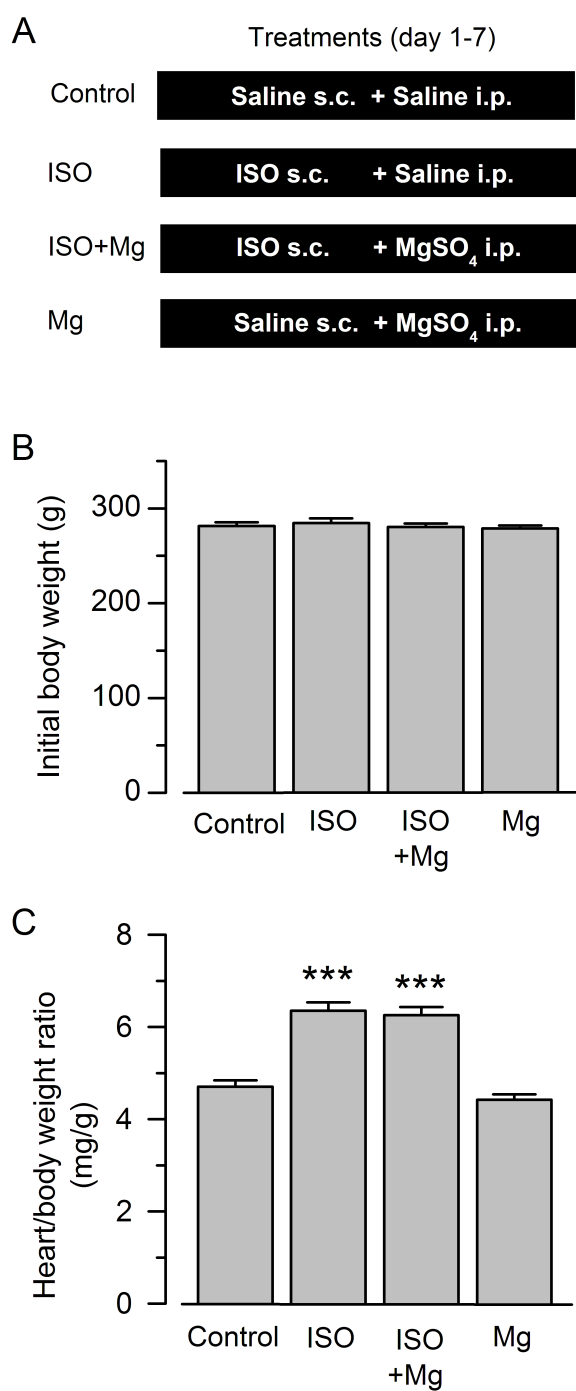 A
Treatments (day 1-7)
Control Saline s.c. + Saline i.p.
ISO ISO s.c. + Saline i.p.
ISO+Mg ISO s.c. + MgSO4 i.p.
Mg Saline s.c. + MgSO4 i.p.
B
Initial body weight (g)
300
200
100
0
Control ISO ISO Mg
+Mg
C
Heart/body weight ratio
(mg/g)
8
6
4
2
0
*** ***
Control ISO ISO Mg
+Mg